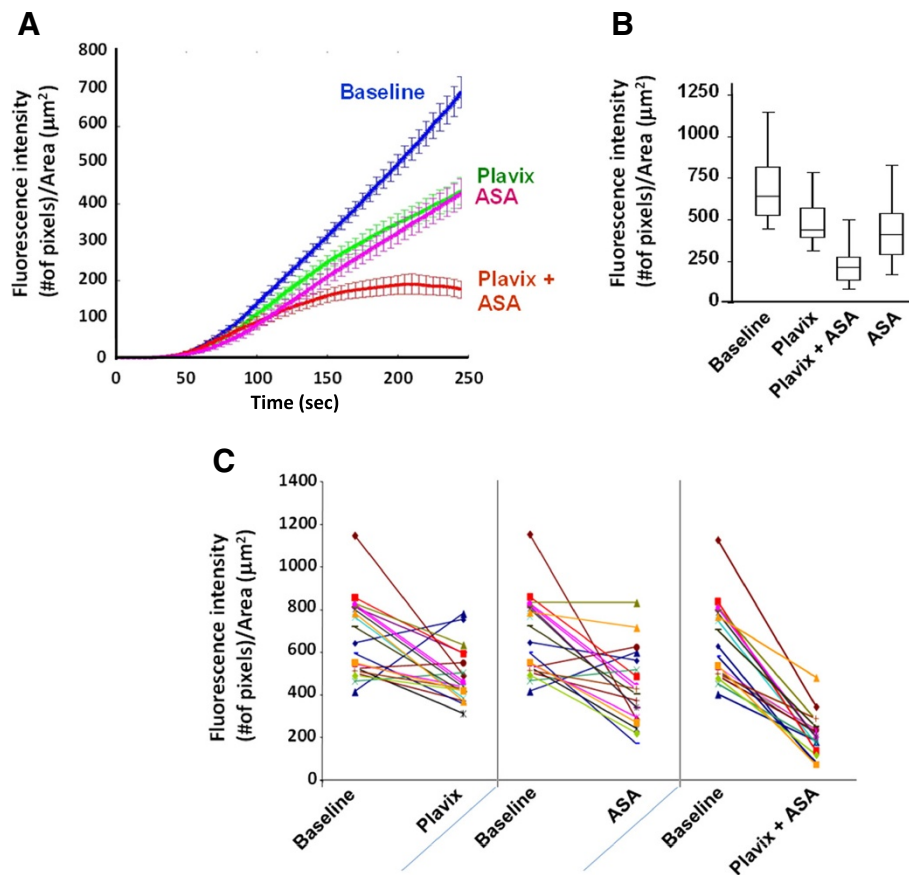 A
Fluorescence intensity
(#of pixels)/Area (μm²)
800
700
600
500
400
300
200
100
0
0 50 100 150 200 250
Time (sec)
Baseline
Plavix
ASA
Plavix +
ASA
B
Fluorescence intensity
(#of pixels)/Area (μm²)
1250
1000
750
500
250
0
Baseline
Plavix
Plavix + ASA
ASA
C
Fluorescence intensity
(#of pixels)/Area (μm²)
1400
1200
1000
800
600
400
200
0
Baseline
Plavix
Baseline
ASA
Baseline
Plavix + ASA